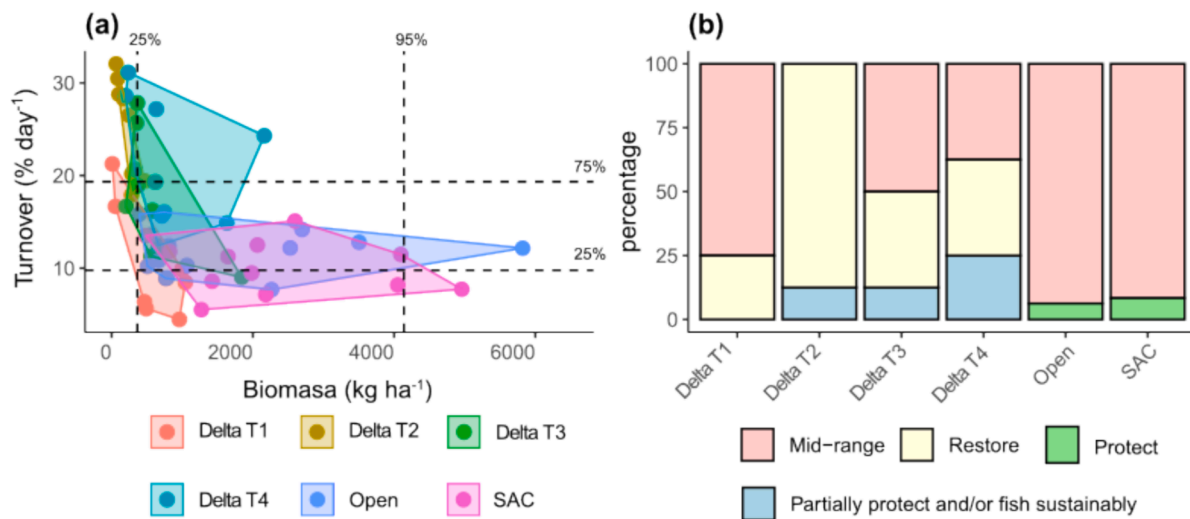 (a)
25%
95%
30
20
10
75%
25%
Turnover (% day⁻¹)
0
2000
4000
6000
Biomasa (kg ha⁻¹)
Delta T1
Delta T2
Delta T3
Delta T4
Open
SAC
(b)
100
75
50
25
0
percentage
Delta T1
Delta T2
Delta T3
Delta T4
Open
SAC
Mid−range
Restore
Protect
Partially protect and/or fish sustainably